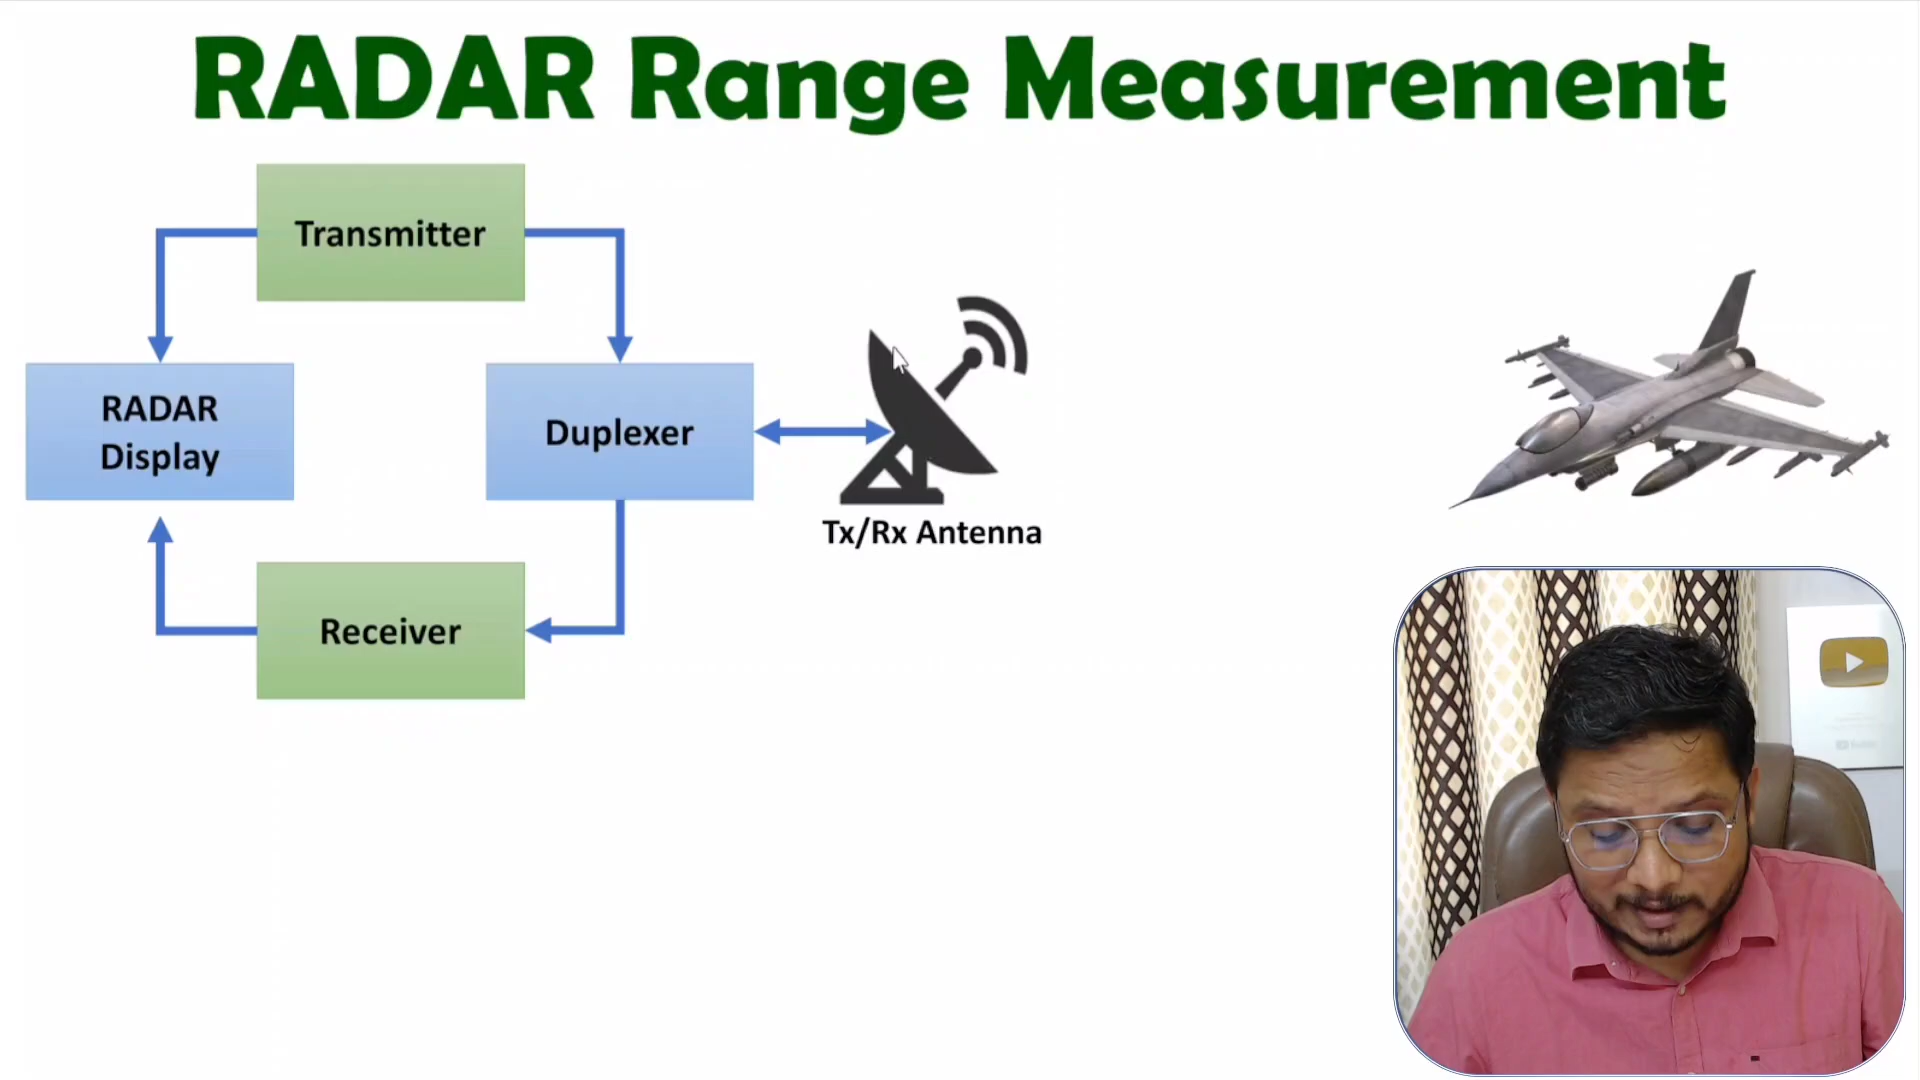 RADAR Range Measurement
Transmitter
RADAR
Display
Duplexer
Tx/Rx Antenna
Receiver